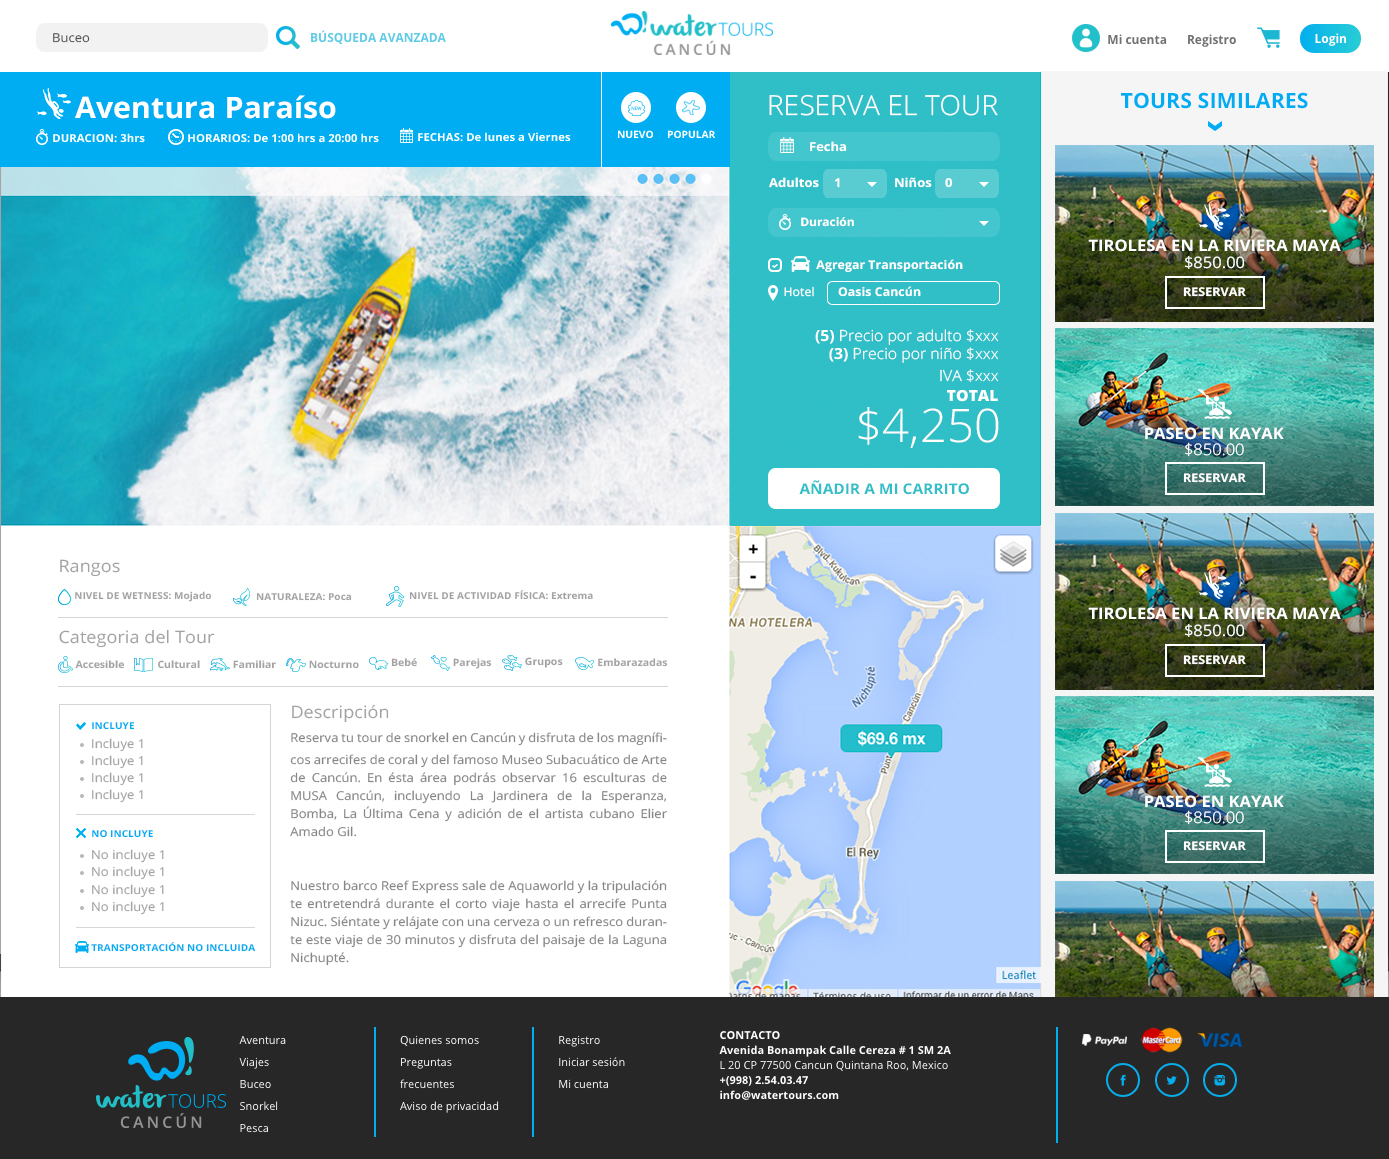 Buceo
BÚSQUEDA AVANZADA
water TOURS
CANCÚN
Mi cuenta
Registro
Login
Aventura Paraíso
DURACION: 3hrs
HORARIOS: De 1:00 hrs a 20:00 hrs
FECHAS: De lunes a Viernes
NEW
NUEVO
POPULAR
RESERVA EL TOUR
Fecha
Adultos 1
Niños 0
Duración
Agregar Transportación
Hotel Oasis Cancún
(5) Precio por adulto $xxx
(3) Precio por niño $xxx
IVA $xxx
TOTAL
$4,250
AÑADIR A MI CARRITO
TOURS SIMILARES
TIROLESA EN LA RIVIERA MAYA
$850.00
RESERVAR
PASEO EN KAYAK
$850.00
RESERVAR
TIROLESA EN LA RIVIERA MAYA
$850.00
RESERVAR
PASEO EN KAYAK
$850.00
RESERVAR
Rangos
NIVEL DE WETNESS: Mojado
NATURALEZA: Poca
NIVEL DE ACTIVIDAD FÍSICA: Extrema
Categoria del Tour
Accesible
Cultural
Familiar
Nocturno
Bebé
Parejas
Grupos
Embarazadas
INCLUYE
• Incluye 1
• Incluye 1
• Incluye 1
• Incluye 1
NO INCLUYE
• No incluye 1
• No incluye 1
• No incluye 1
• No incluye 1
TRANSPORTACIÓN NO INCLUIDA
Descripción
Reserva tu tour de snorkel en Cancún y disfruta de los magnífi-
cos arrecifes de coral y del famoso Museo Subacuático de Arte
de Cancún. En ésta área podrás observar 16 esculturas de
MUSA Cancún, incluyendo La Jardinera de la Esperanza,
Bomba, La Última Cena y adición de el artista cubano Elier
Amado Gil.
Nuestro barco Reef Express sale de Aquaworld y la tripulación
te entretendrá durante el corto viaje hasta el arrecife Punta
Nizuc. Siéntate y relájate con una cerveza o un refresco duran-
te este viaje de 30 minutos y disfruta del paisaje de la Laguna
Nichupté.
+
-
Blvd. Kukulcan
NA HOTELERA
Nichupté
Cancún
$69.6 mx
Punt
El Rey
uc - Cancún
Leaflet
Google
Datos de mapas
Términos de uso
Informar de un error de Maps
water TOURS
CANCÚN
Aventura
Viajes
Buceo
Snorkel
Pesca
Quienes somos
Preguntas
frecuentes
Aviso de privacidad
Registro
Iniciar sesión
Mi cuenta
CONTACTO
Avenida Bonampak Calle Cereza # 1 SM 2A
L 20 CP 77500 Cancun Quintana Roo, Mexico
+(998) 2.54.03.47
info@watertours.com
PayPal
MasterCard
VISA